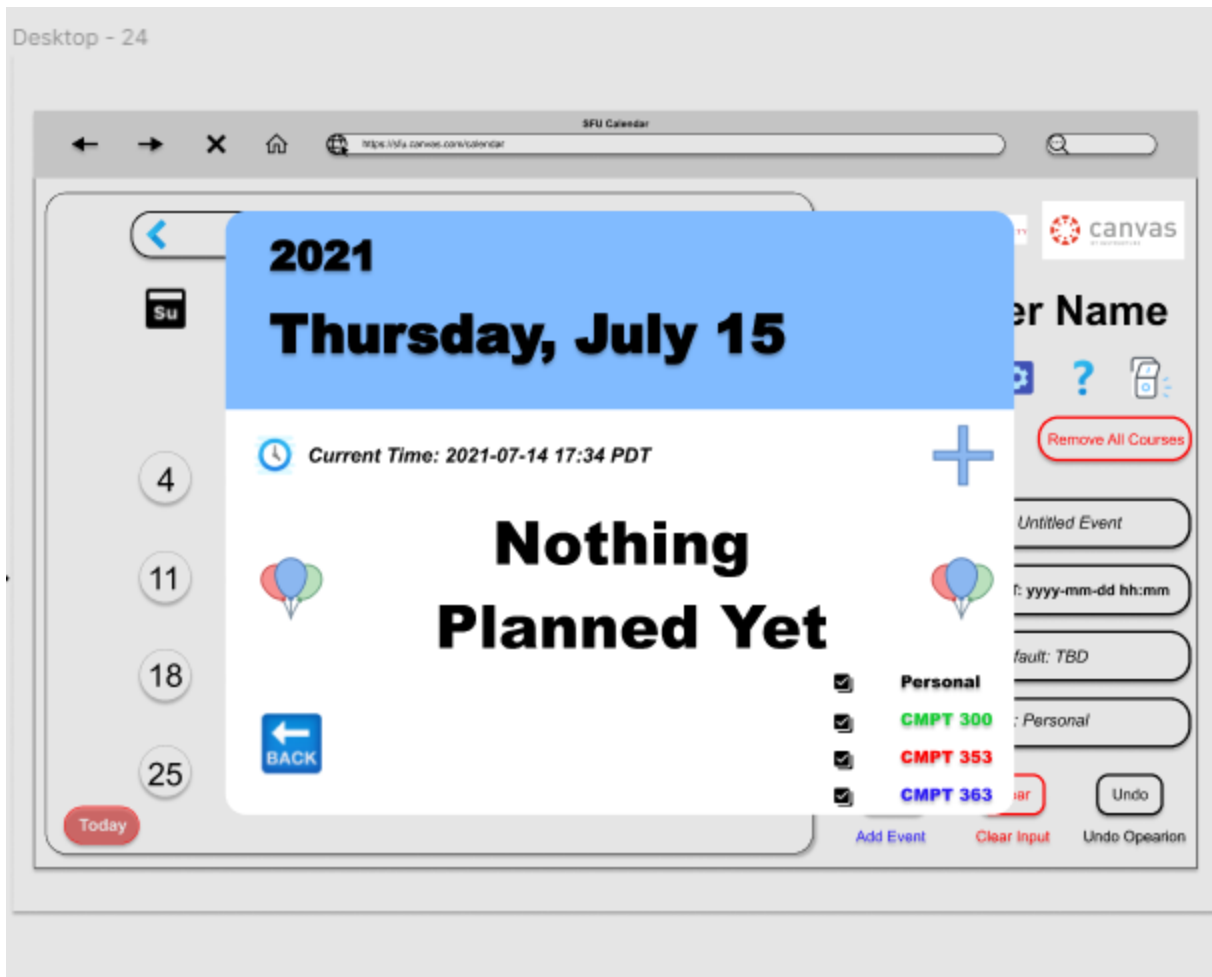 Desktop - 24
SFU Calendar
https://sfu.canvas.com/calendar
canvas
2021
Thursday, July 15
Su
er Name
?
Remove All Courses
Current Time: 2021-07-14 17:34 PDT
4
Untitled Event
Nothing
Planned Yet
11
T: yyyy-mm-dd hh:mm
fault: TBD
18
Personal
CMPT 300
: Personal
BACK
CMPT 353
25
CMPT 363
ar
Undo
Today
Add Event
Clear Input
Undo Opearion